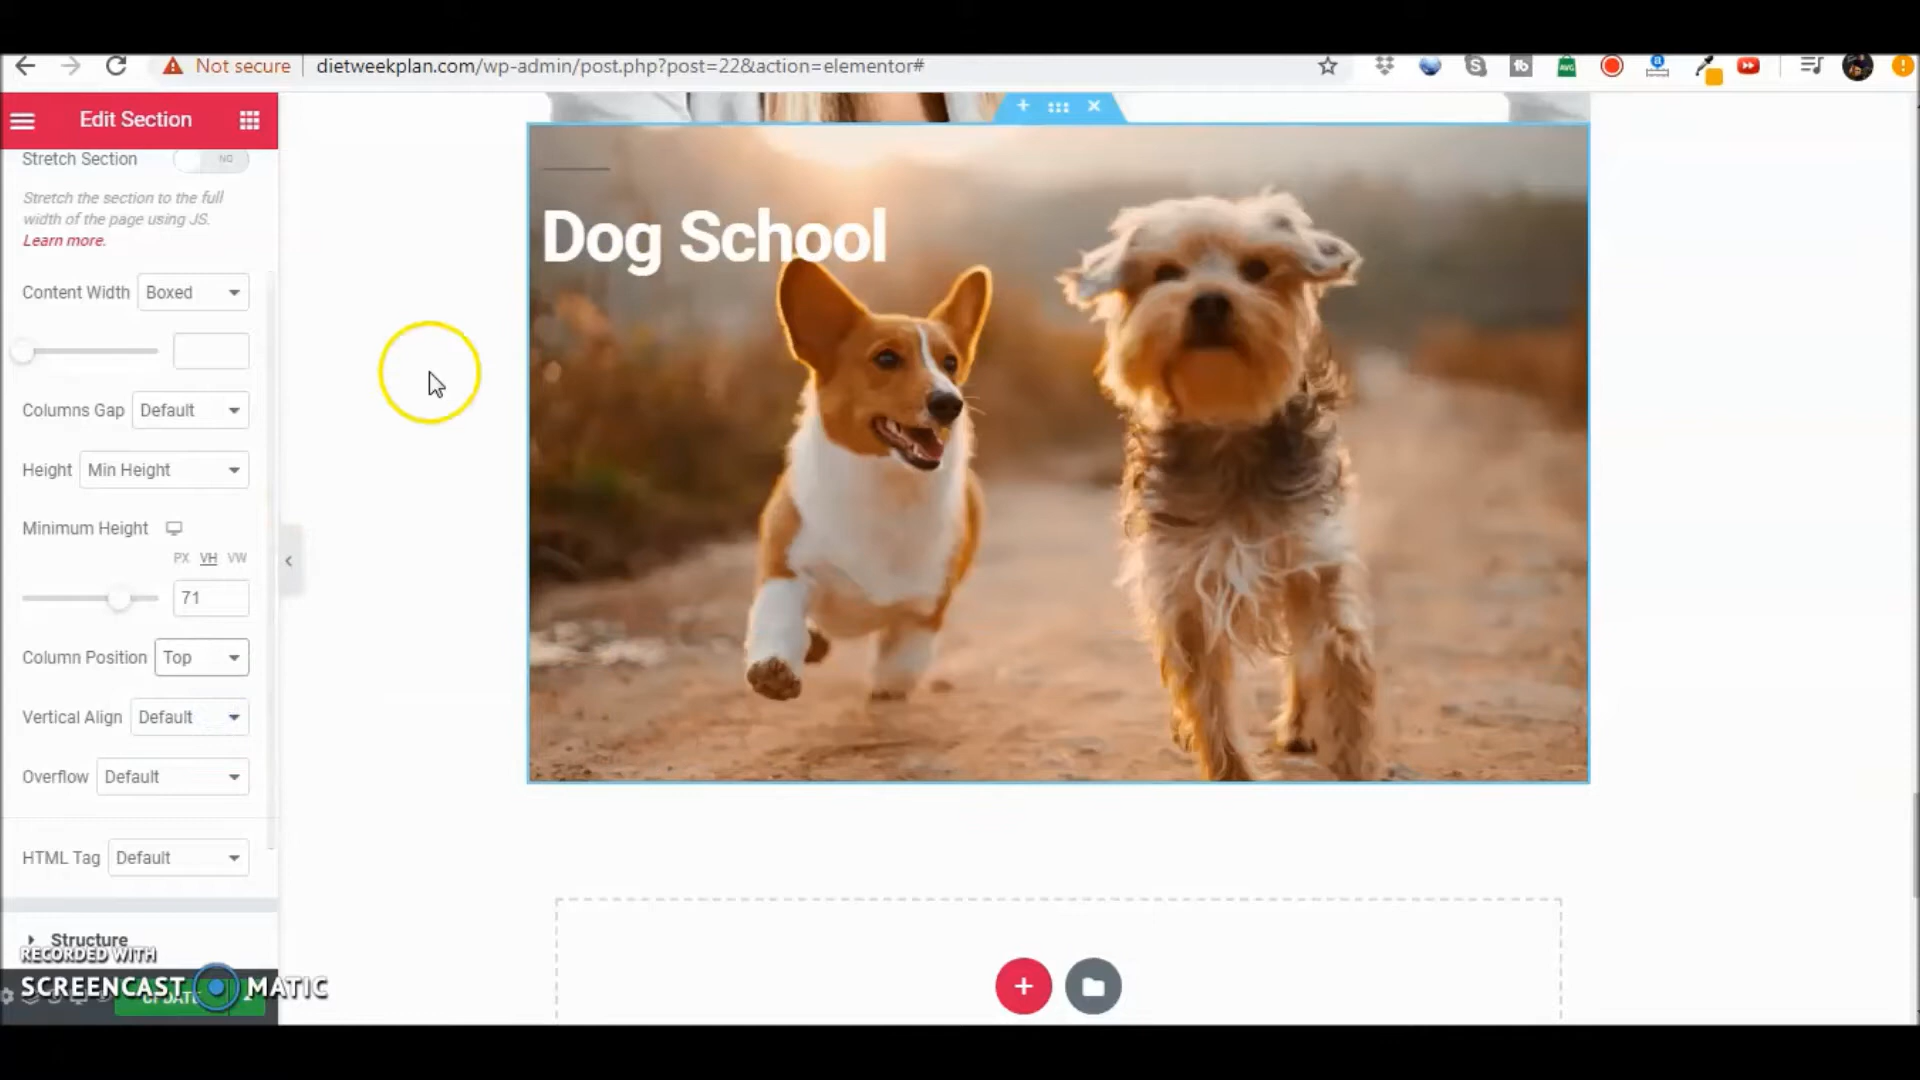 Not secure
dietweekplan.com/wp-admin/post.php?post=22&action=elementor#
Edit Section
Stretch Section NO
Stretch the section to the full
width of the page using JS.
Learn more.
Content Width Boxed
Columns Gap Default
Height Min Height
Minimum Height
PX VH VW
71
Column Position Top
Vertical Align Default
Overflow Default
HTML Tag Default
Structure
RECORDED WITH
SCREENCAST MATIC
UPDATE
Dog School